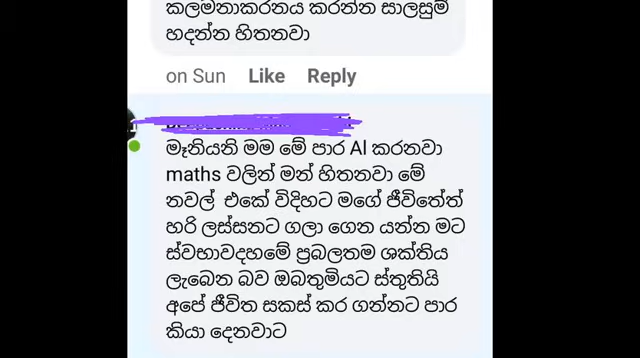 කලමනාකරනය කරන්න සාලසුම්
හදන්න හිතනවා
on Sun Like Reply
මෑනියනි මම මේ පාර Al කරනවා
maths වලින් මන් හිතනවා මේ
නවල් එකේ විදිහට මගේ ජීවිතේත්
හරි ලස්සනට ගලා ගෙන යන්න මට
ස්වභාවදහමේ ප්‍රබලතම ශක්තිය
ලැබෙන බව ඔබතුමියට ස්තුතියි
අපේ ජීවිත සකස් කර ගන්නට පාර
කියා දෙනවාට